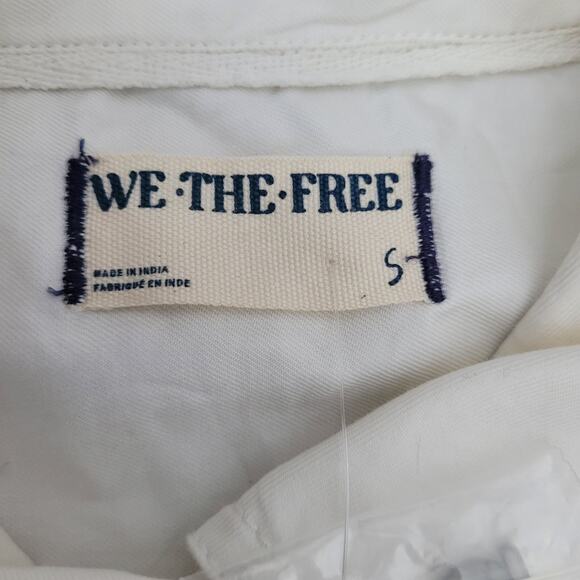 WE·THE·FREE
MADE IN INDIA
FABRIQUÉ EN INDE
S